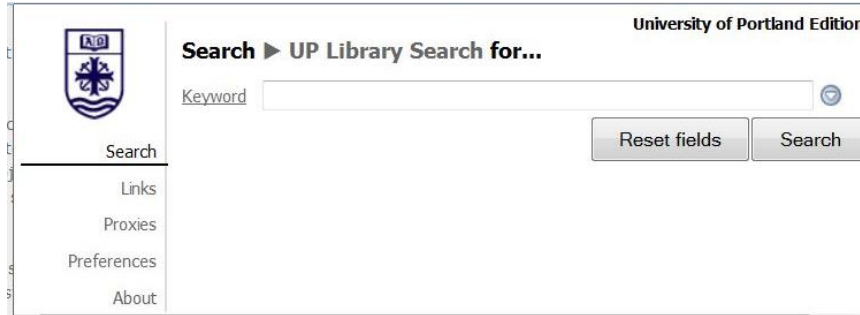 University of Portland Edition
Search ▶ UP Library Search for...
Keyword
Reset fields Search
Search
Links
Proxies
Preferences
About